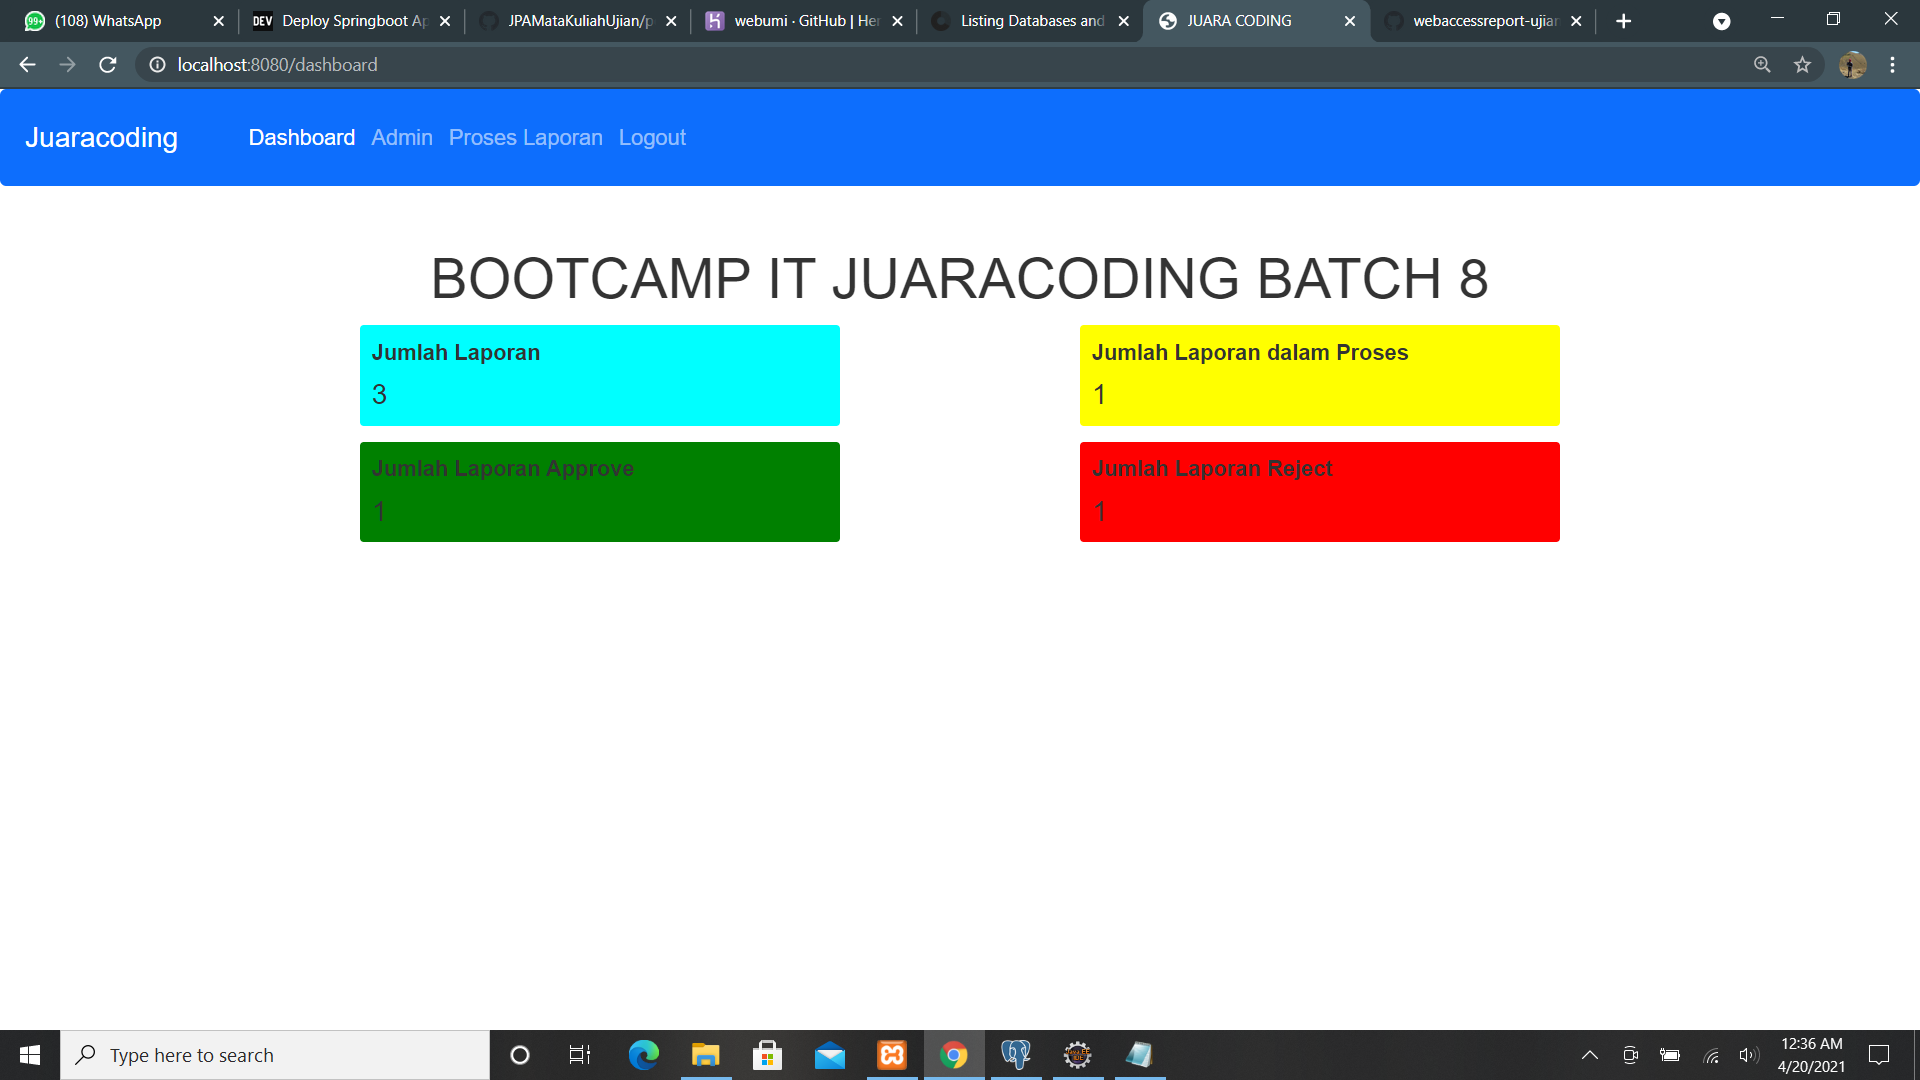 (108) WhatsApp
DEV Deploy Springboot Ap
JPAMataKuliahUjian/p
webumi · GitHub | Her
Listing Databases and
JUARA CODING
webaccessreport-ujian
localhost:8080/dashboard
Juaracoding Dashboard Admin Proses Laporan Logout
BOOTCAMP IT JUARACODING BATCH 8
Jumlah Laporan
3
Jumlah Laporan dalam Proses
1
Jumlah Laporan Approve
1
Jumlah Laporan Reject
1
Type here to search
12:36 AM
4/20/2021